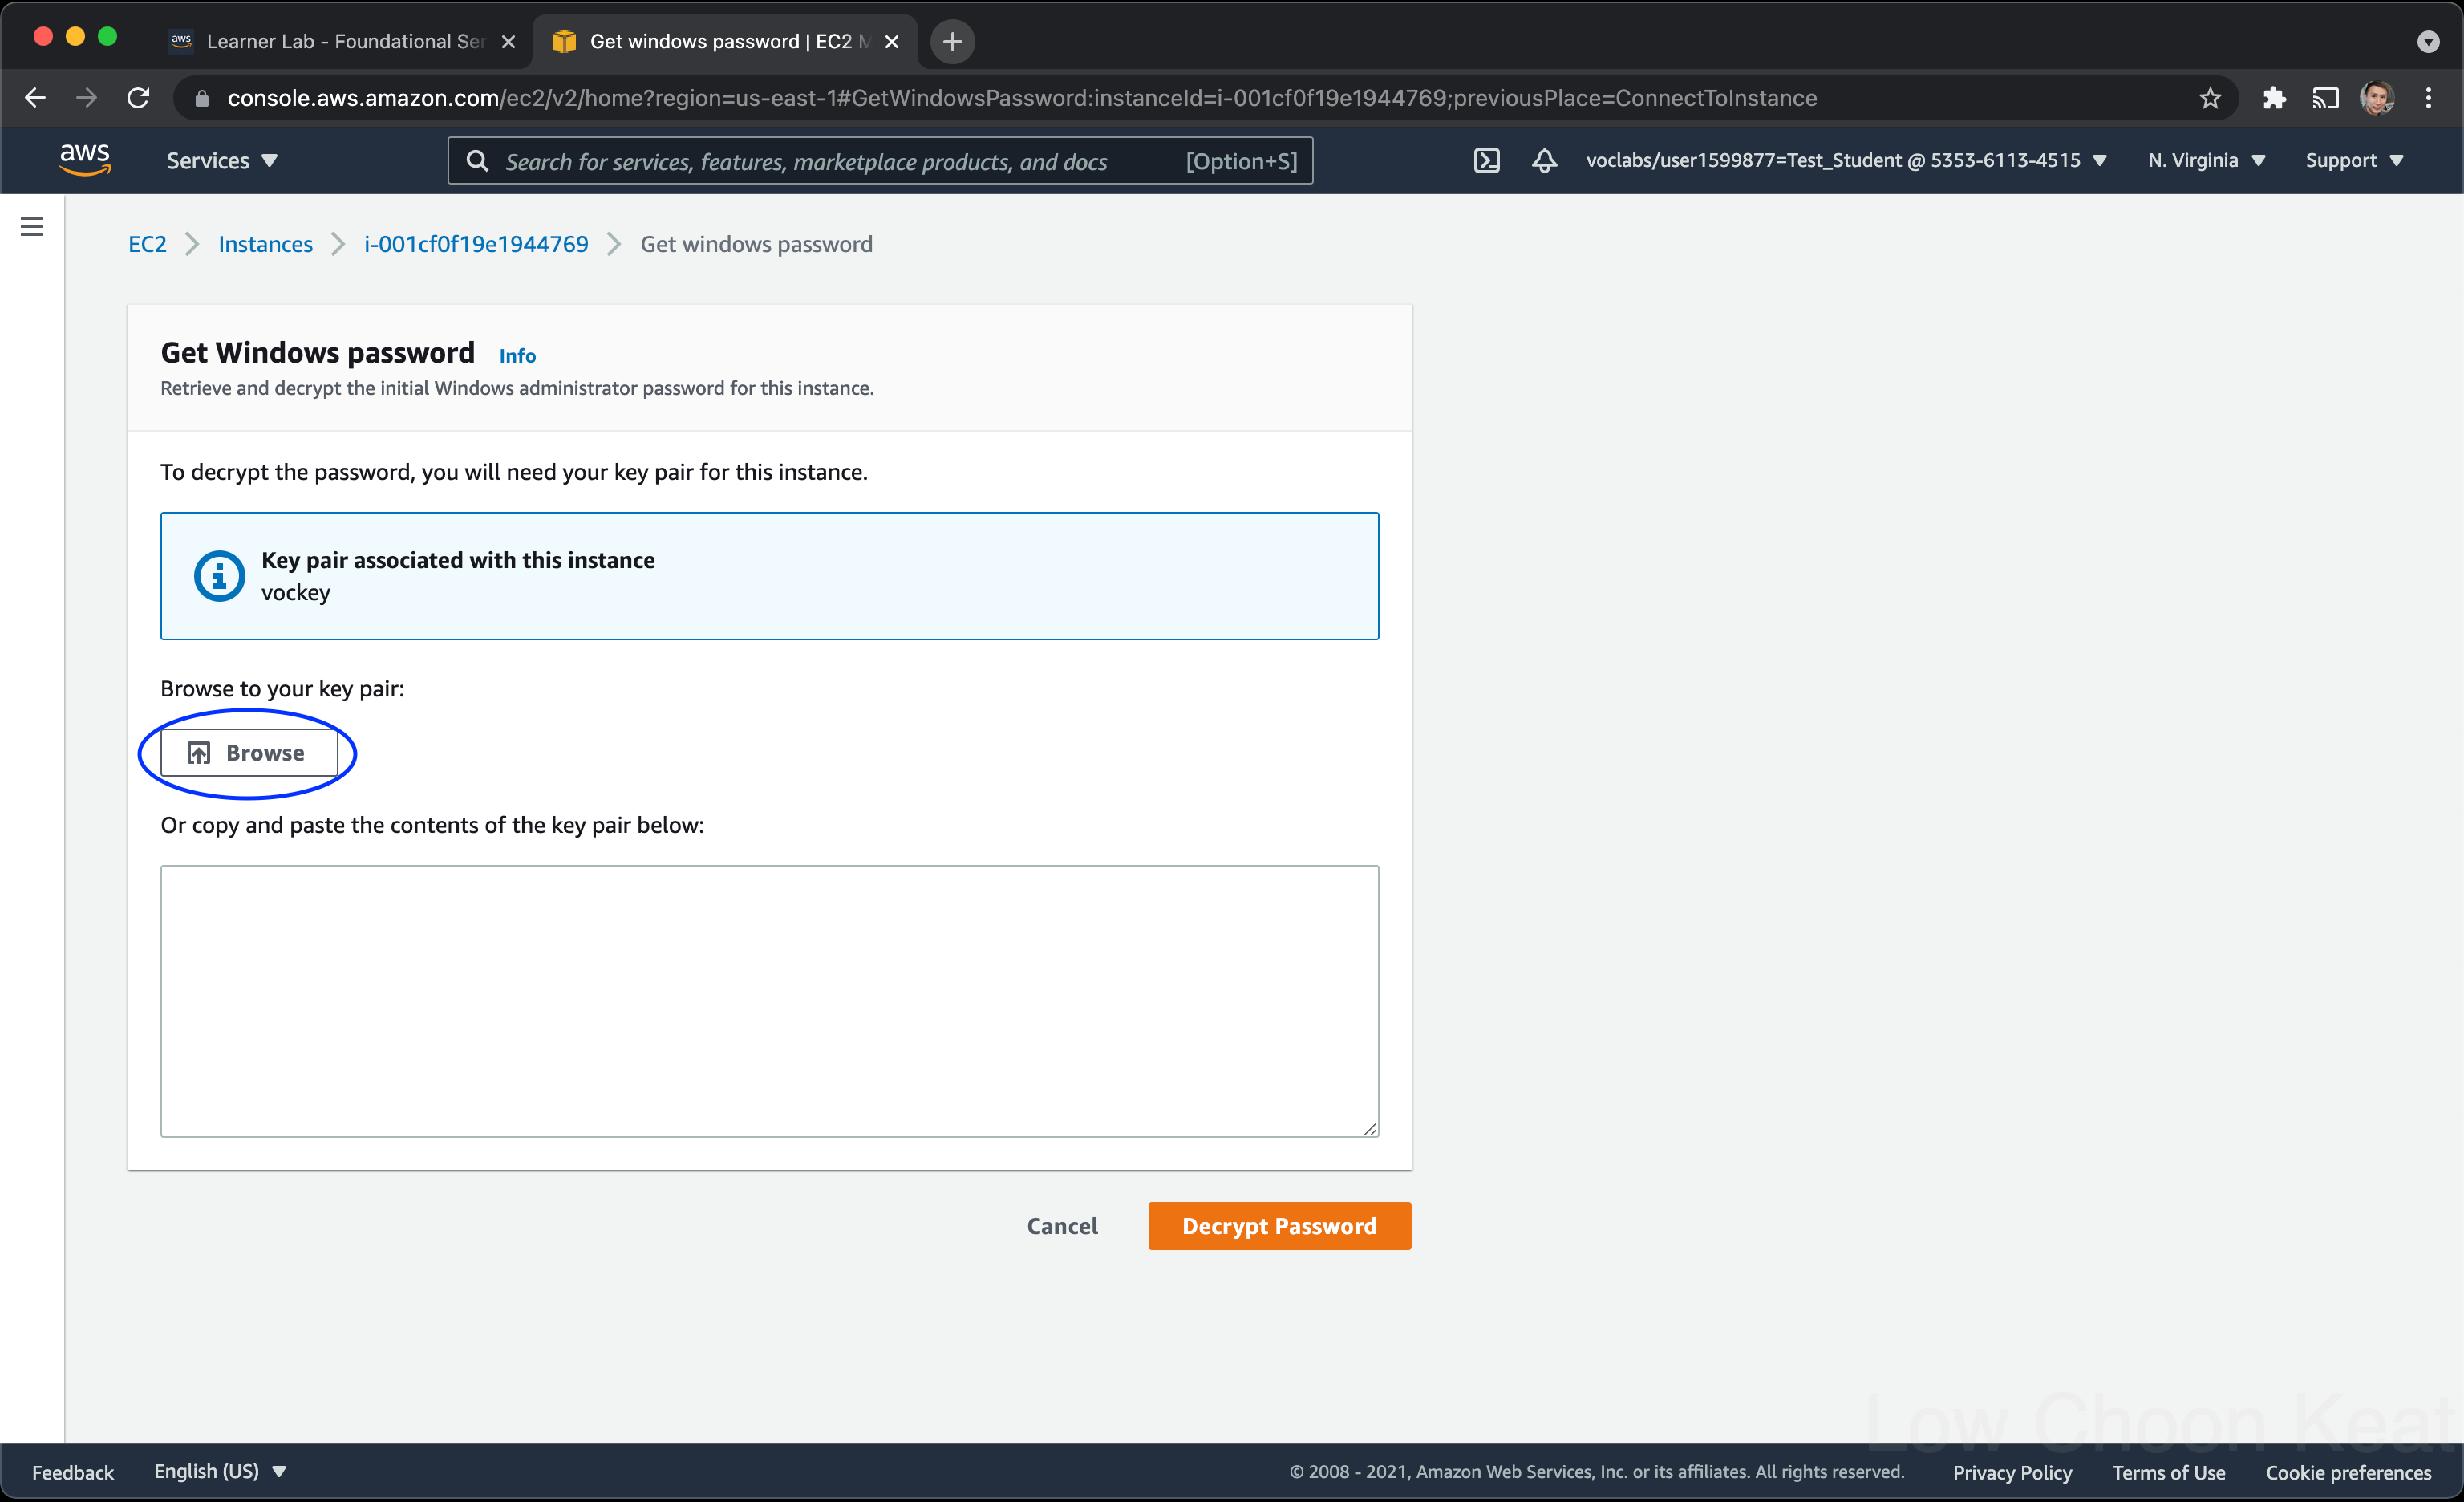 aws Learner Lab - Foundational Ser
Get windows password | EC2 M
console.aws.amazon.com/ec2/v2/home?region=us-east-1#GetWindowsPassword:instanceId=i-001cf0f19e1944769;previousPlace=ConnectToInstance
aws Services Search for services, features, marketplace products, and docs [Option+S] voclabs/user1599877=Test_Student @ 5353-6113-4515 N. Virginia Support
EC2 Instances i-001cf0f19e1944769 Get windows password
Get Windows password Info
Retrieve and decrypt the initial Windows administrator password for this instance.
To decrypt the password, you will need your key pair for this instance.
Key pair associated with this instance
vockey
Browse to your key pair:
Browse
Or copy and paste the contents of the key pair below:
Cancel Decrypt Password
Low Choon Keat
Feedback English (US) © 2008 - 2021, Amazon Web Services, Inc. or its affiliates. All rights reserved. Privacy Policy Terms of Use Cookie preferences